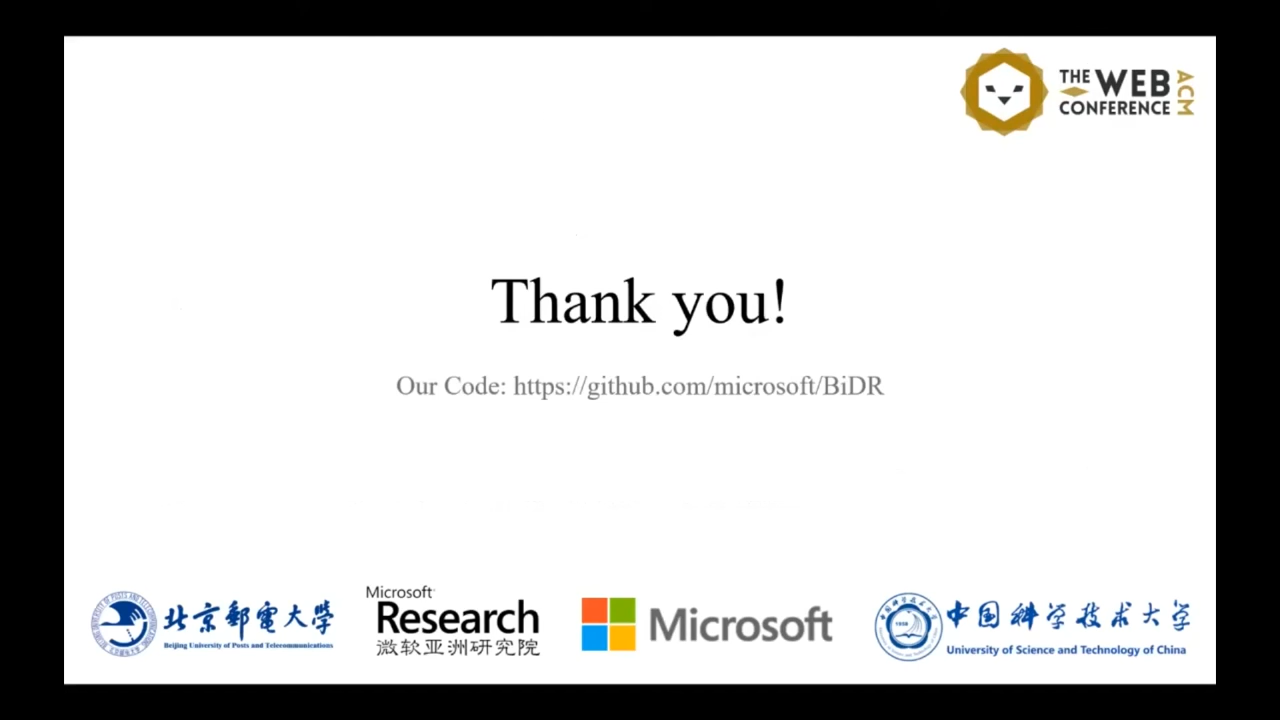 THE WEB
CONFERENCE
ACM
Thank you!
Our Code: https://github.com/microsoft/BiDR
北京郵電大學
Beijing University of Posts and Telecommunications
Microsoft
Research
微软亚洲研究院
Microsoft
中国科学技术大学
1958
University of Science and Technology of China